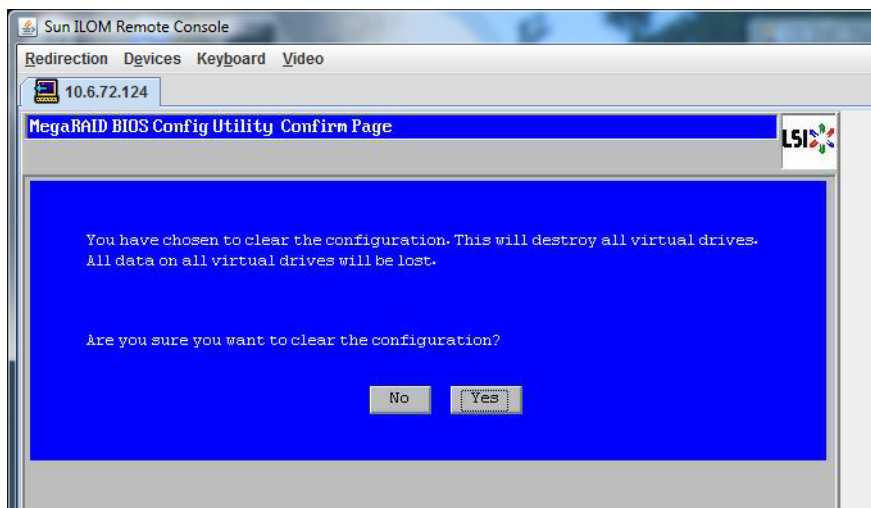 Sun ILOM Remote Console
Redirection Devices Keyboard Video
10.6.72.124
MegaRAID BIOS Config Utility Confirm Page
LSI
You have chosen to clear the configuration. This will destroy all virtual drives.
All data on all virtual drives will be lost.
Are you sure you want to clear the configuration?
No Yes